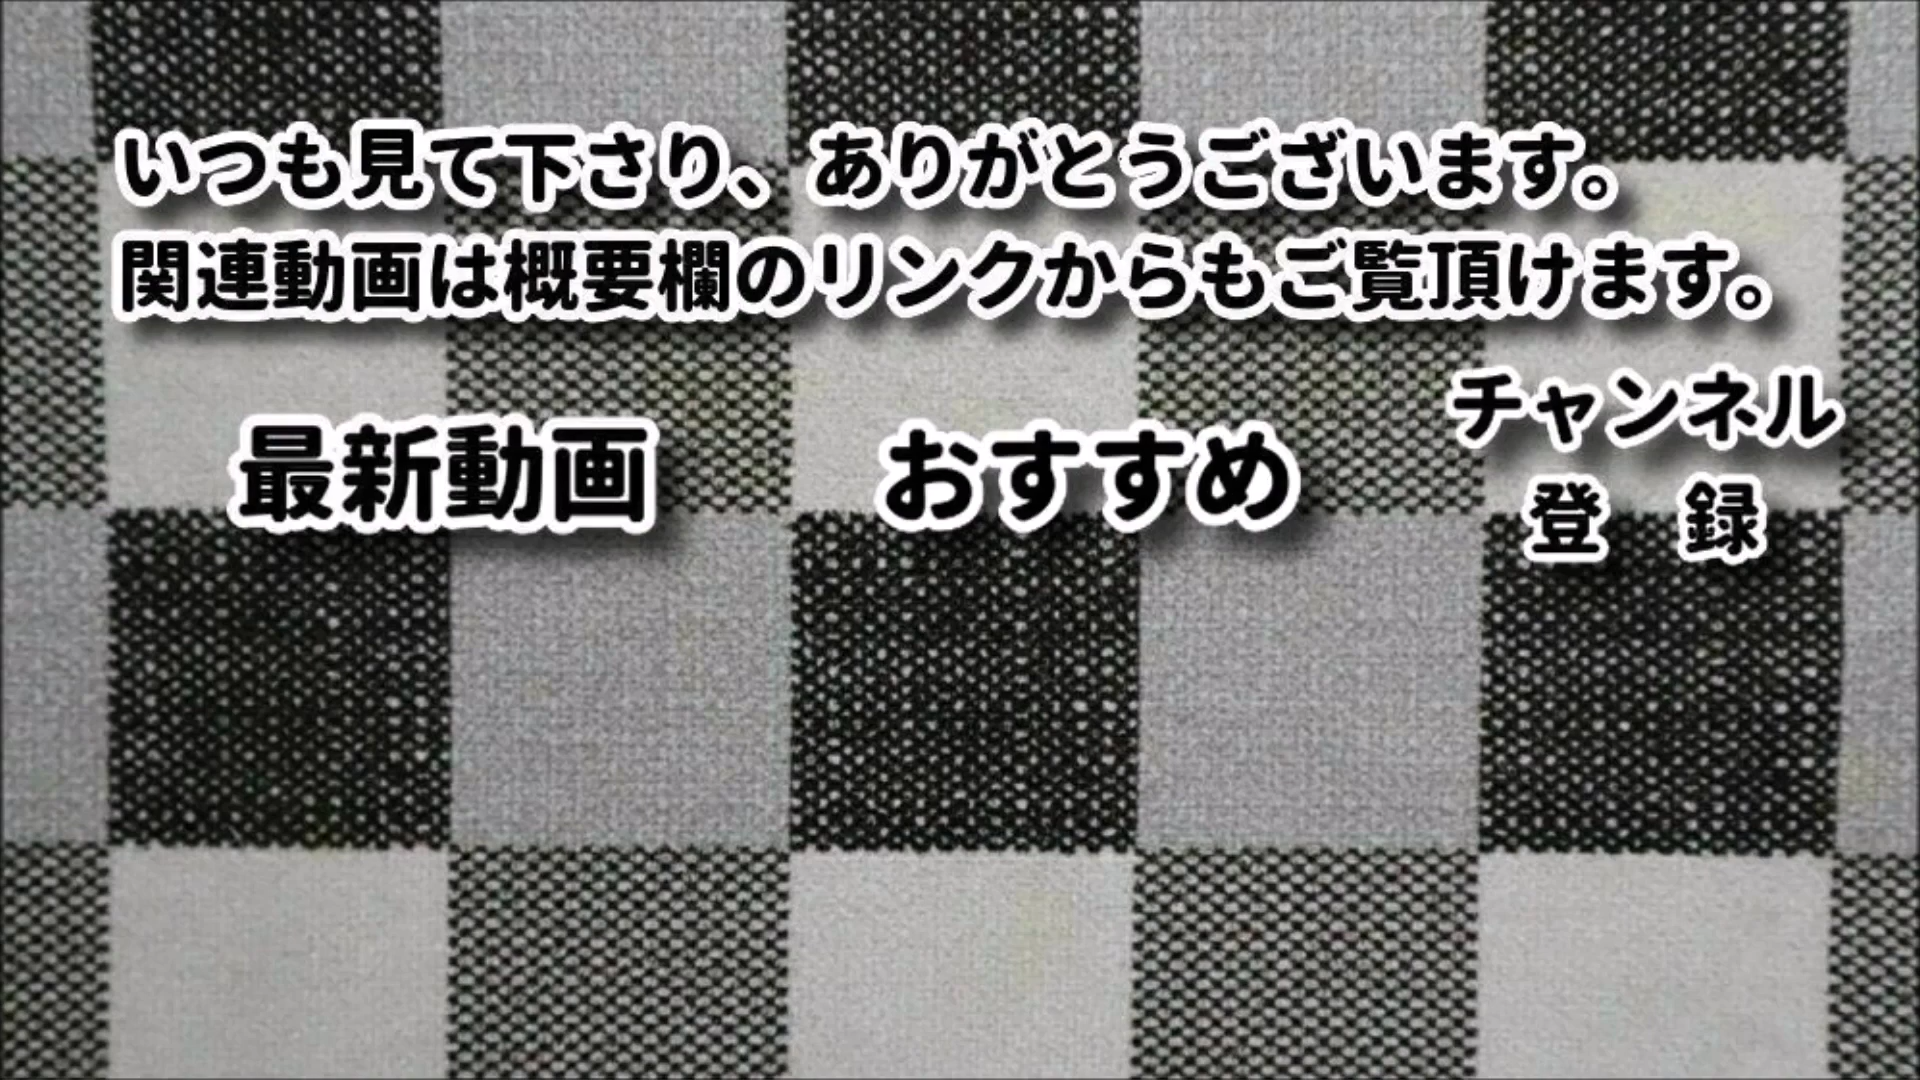 いつも見て下さり、ありがとうございます。
関連動画は概要欄のリンクからもご覧頂けます。
最新動画
おすすめ
チャンネル
登　録